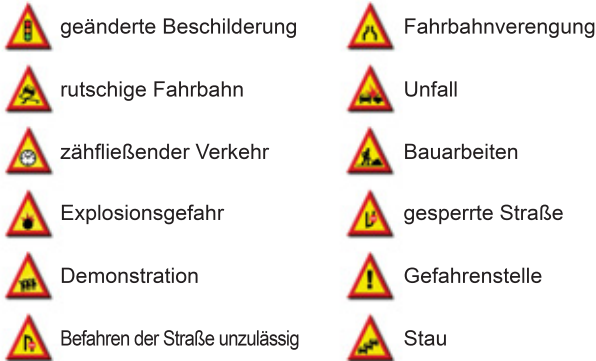 geänderte Beschilderung
Fahrbahnverengung
rutschige Fahrbahn
Unfall
zähfließender Verkehr
Bauarbeiten
Explosionsgefahr
gesperrte Straße
Demonstration
Gefahrenstelle
Befahren der Straße unzulässig
Stau